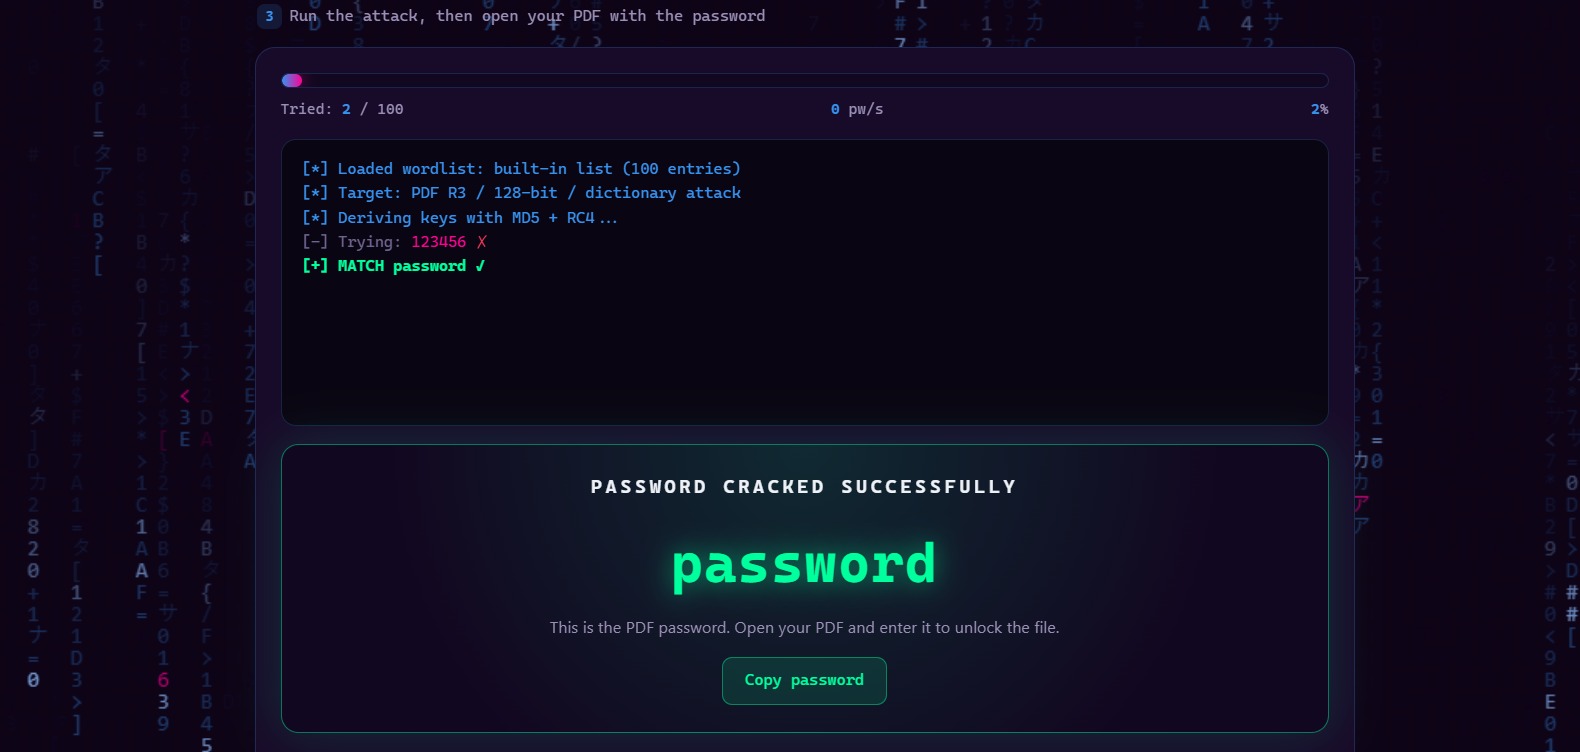 3 Run the attack, then open your PDF with the password
Tried: 2 / 100
0 pw/s
2%
[*] Loaded wordlist: built-in list (100 entries)
[*] Target: PDF R3 / 128-bit / dictionary attack
[*] Deriving keys with MD5 + RC4...
[-] Trying: 123456 ✗
[+] MATCH password ✓
PASSWORD CRACKED SUCCESSFULLY
password
This is the PDF password. Open your PDF and enter it to unlock the file.
Copy password